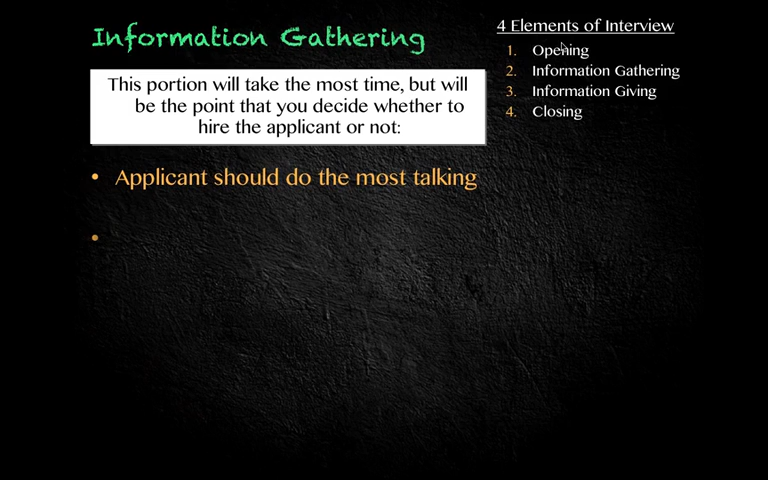 Information Gathering
This portion will take the most time, but will
be the point that you decide whether to
hire the applicant or not:
• Applicant should do the most talking
•
4 Elements of Interview
1. Opening
2. Information Gathering
3. Information Giving
4. Closing